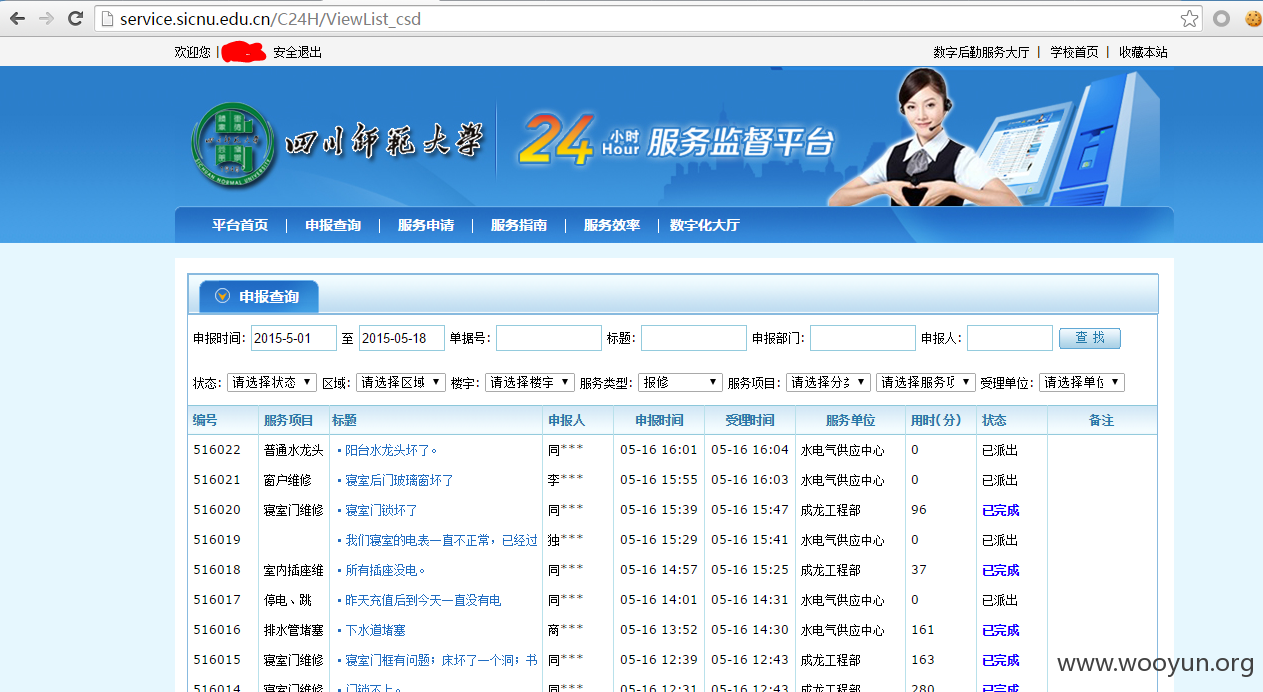 service.sicnu.edu.cn/C24H/ViewList_csd
欢迎您 | 安全退出 数字后勤服务大厅 | 学校首页 | 收藏本站
四川师范大学 24小时Hour 服务监督平台
SICHUAN NORMAL UNIVERSITY
平台首页 | 申报查询 | 服务申请 | 服务指南 | 服务效率 | 数字化大厅
申报查询
申报时间: 2015-5-01 至 2015-05-18 单据号: 标题: 申报部门: 申报人: 查 找
状态: 请选择状态 区域: 请选择区域 楼宇: 请选择楼宇 服务类型: 报修 服务项目: 请选择分 请选择服务项 受理单位: 请选择单位
编号 服务项目 标题 申报人 申报时间 受理时间 服务单位 用时(分) 状态 备注
516022 普通水龙头 • 阳台水龙头坏了。 同*** 05-16 16:01 05-16 16:04 水电气供应中心 0 已派出
516021 窗户维修 • 寝室后门玻璃窗坏了 李*** 05-16 15:55 05-16 16:03 水电气供应中心 0 已派出
516020 寝室门维修 • 寝室门锁坏了 同*** 05-16 15:39 05-16 15:47 成龙工程部 96 已完成
516019 • 我们寝室的电表一直不正常，已经过 独*** 05-16 15:29 05-16 15:41 水电气供应中心 0 已派出
516018 室内插座维 • 所有插座没电。 同*** 05-16 14:57 05-16 15:25 成龙工程部 37 已完成
516017 停电、跳 • 昨天充值后到今天一直没有电 同*** 05-16 14:01 05-16 14:31 水电气供应中心 0 已派出
516016 排水管堵塞 • 下水道堵塞 商*** 05-16 13:52 05-16 14:30 水电气供应中心 161 已完成
516015 寝室门维修 • 寝室门框有问题；床坏了一个洞；书 同*** 05-16 12:39 05-16 12:43 成龙工程部 163 已完成
516014 寝室门维修 • 门锁不上。 同*** 05-16 12:31 05-16 12:43 成龙工程部 280 已完成
www.wooyun.org